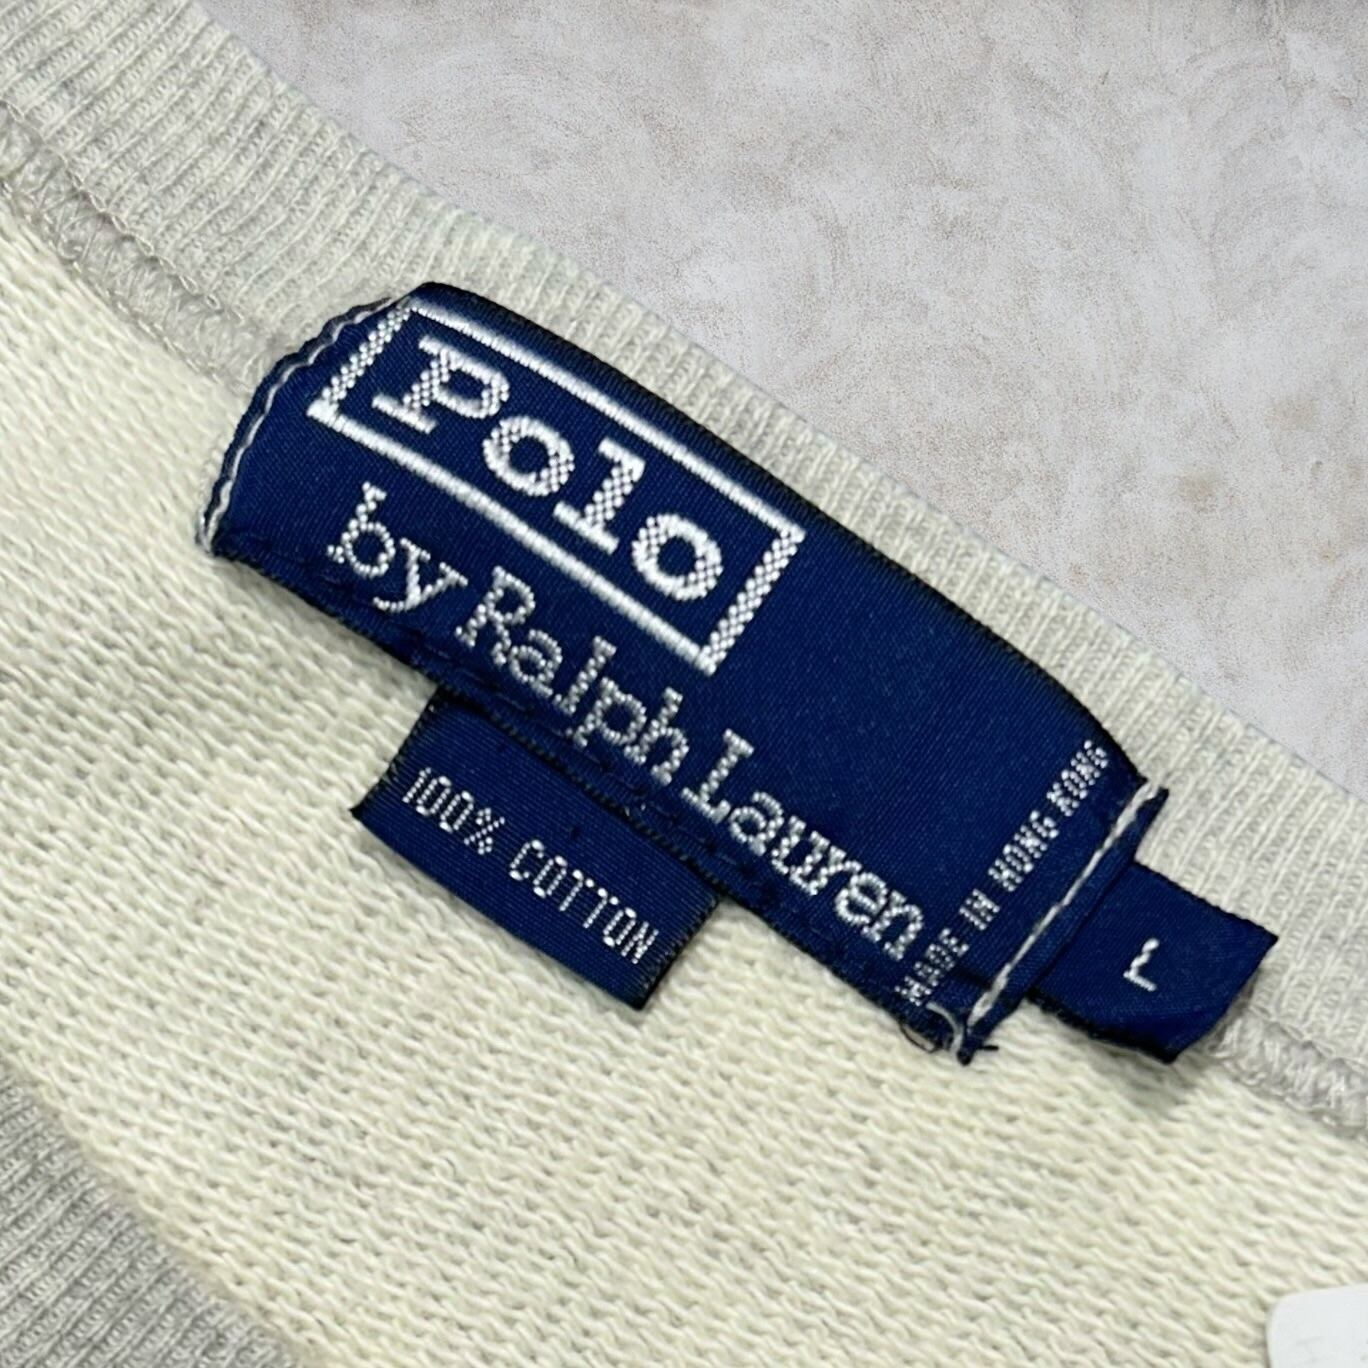 Polo
by Ralph Lauren
MADE IN HONG KONG
100% COTTON
L